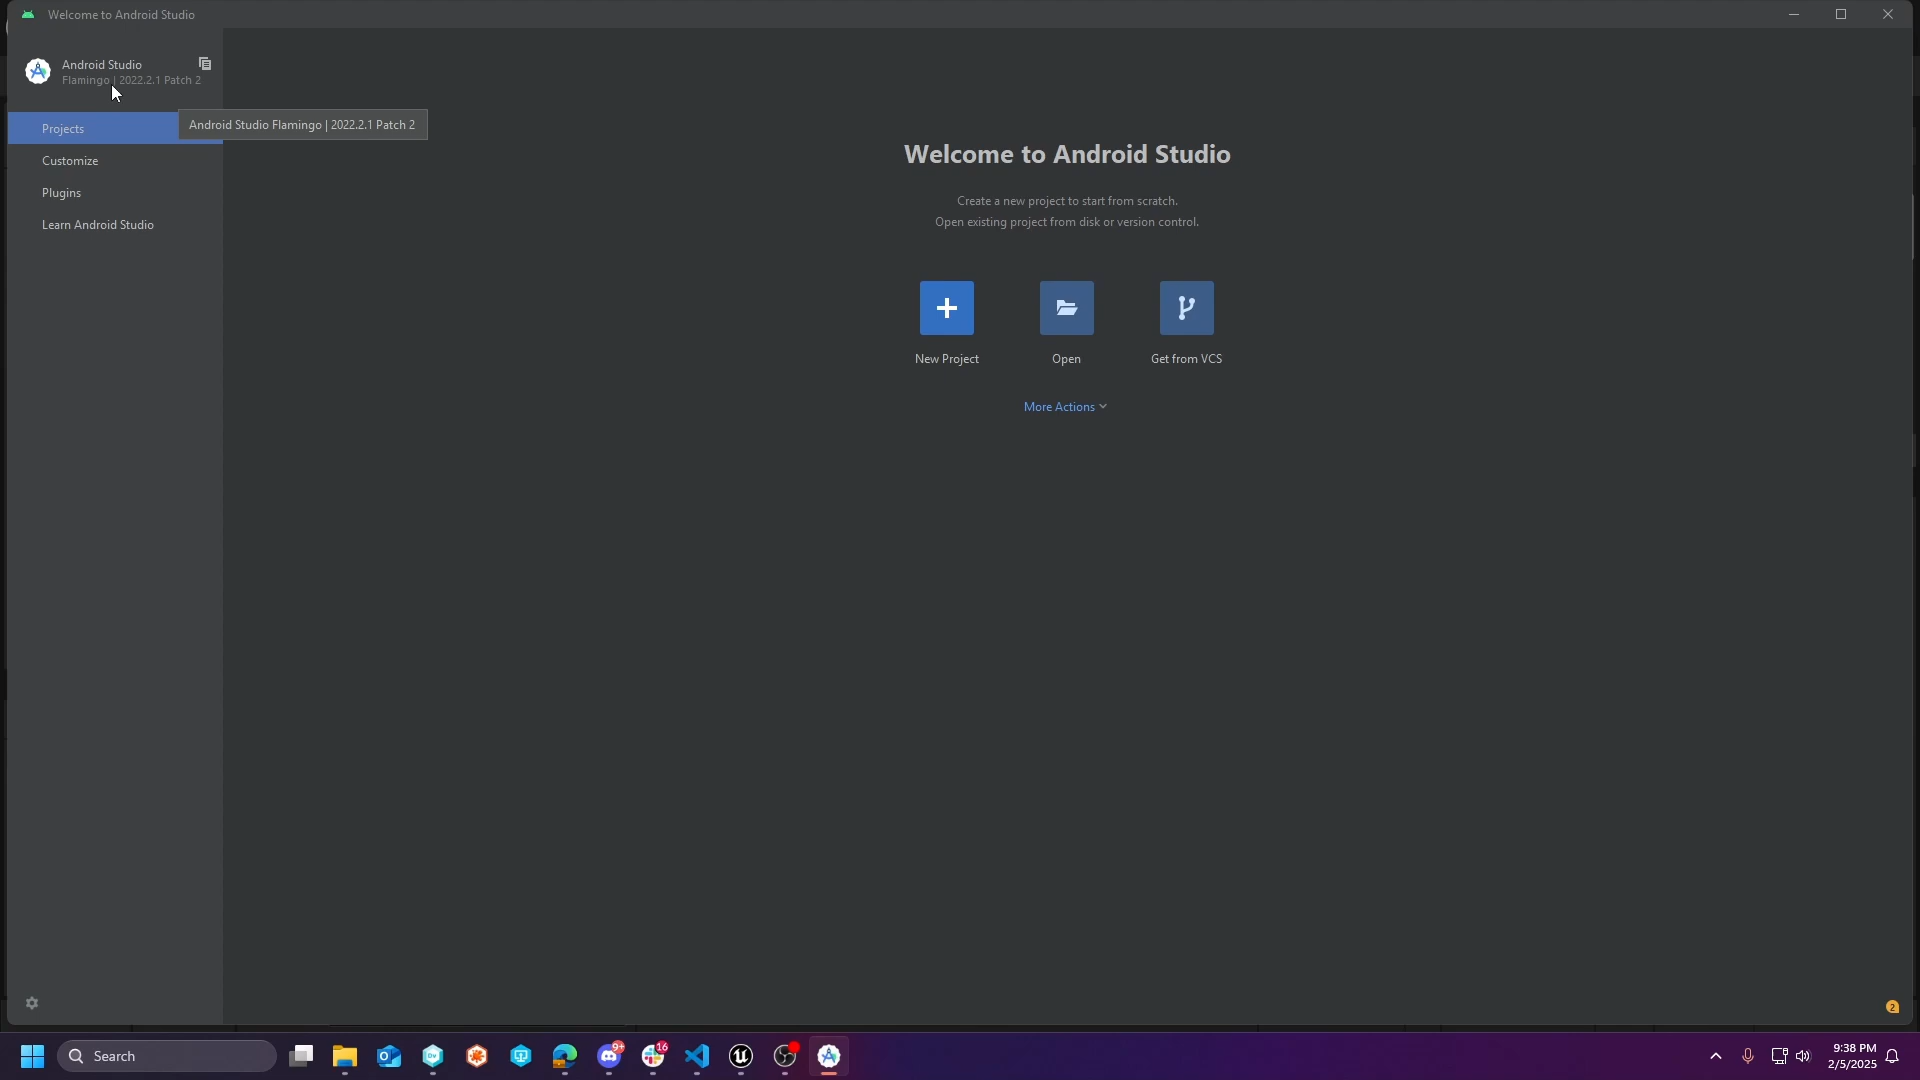 Welcome to Android Studio
Android Studio
Flamingo | 2022.2.1 Patch 2
Projects
Android Studio Flamingo | 2022.2.1 Patch 2
Customize
Plugins
Learn Android Studio
Welcome to Android Studio
Create a new project to start from scratch.
Open existing project from disk or version control.
New Project
Open
Get from VCS
More Actions
2
Search
9+
16
9:38 PM
2/5/2025